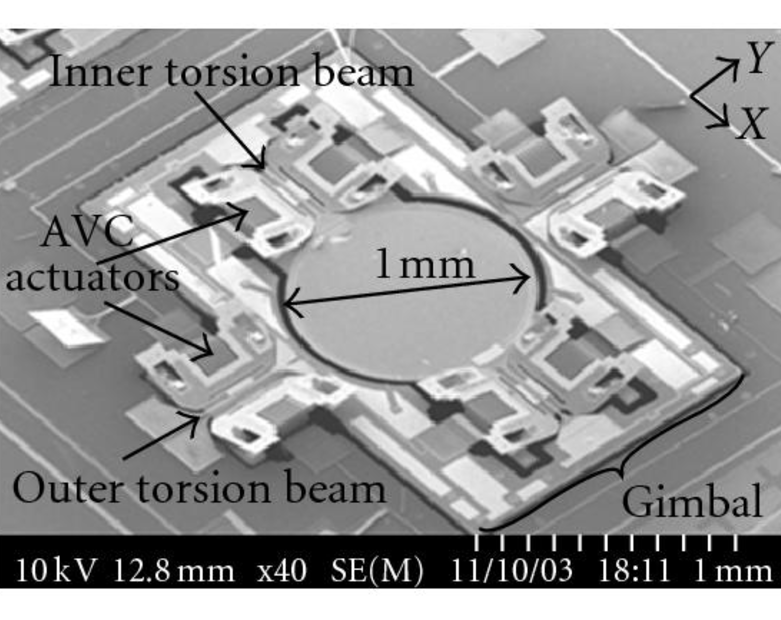 Inner torsion beam
Y
X
AVC
actuators
1 mm
Outer torsion beam
Gimbal
10 kV 12.8 mm x40 SE(M) 11/10/03 18:11 1 mm